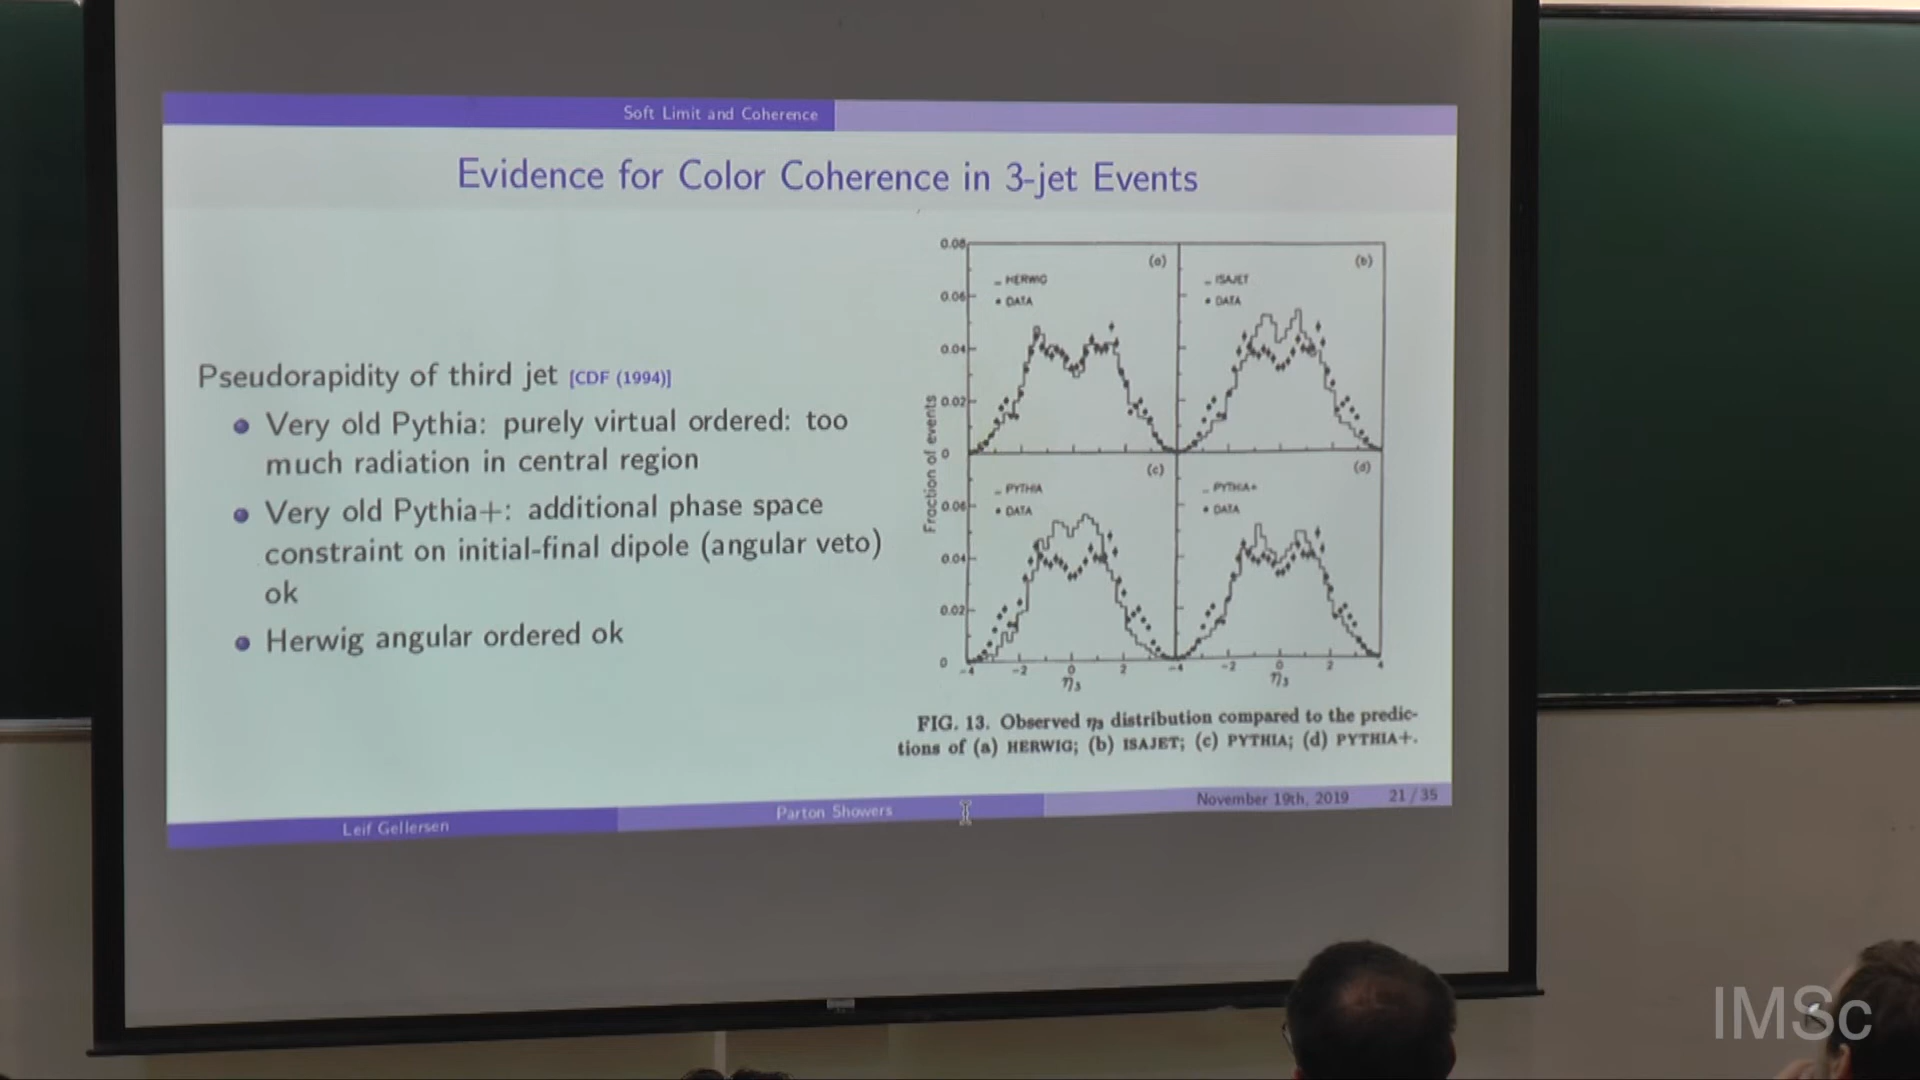 Soft Limit and Coherence
Evidence for Color Coherence in 3-jet Events
Pseudorapidity of third jet [CDF (1994)]
Very old Pythia: purely virtual ordered: too
much radiation in central region
Very old Pythia+: additional phase space
constraint on initial-final dipole (angular veto)
ok
Herwig angular ordered ok
0.08
0.06
0.04
0.02
0
0.06
0.04
0.02
0
Fraction of events
(a)
HERWIG
DATA
(b)
ISAJET
DATA
(c)
PYTHIA
DATA
(d)
PYTHIA+
DATA
-4 -2 0 2 -4 -2 0 2 4
η₃ η₃
FIG. 13. Observed η₃ distribution compared to the predic-
tions of (a) HERWIG; (b) ISAJET; (c) PYTHIA; (d) PYTHIA+.
Leif Gellersen Parton Showers November 19th, 2019 21 / 35
IMSc